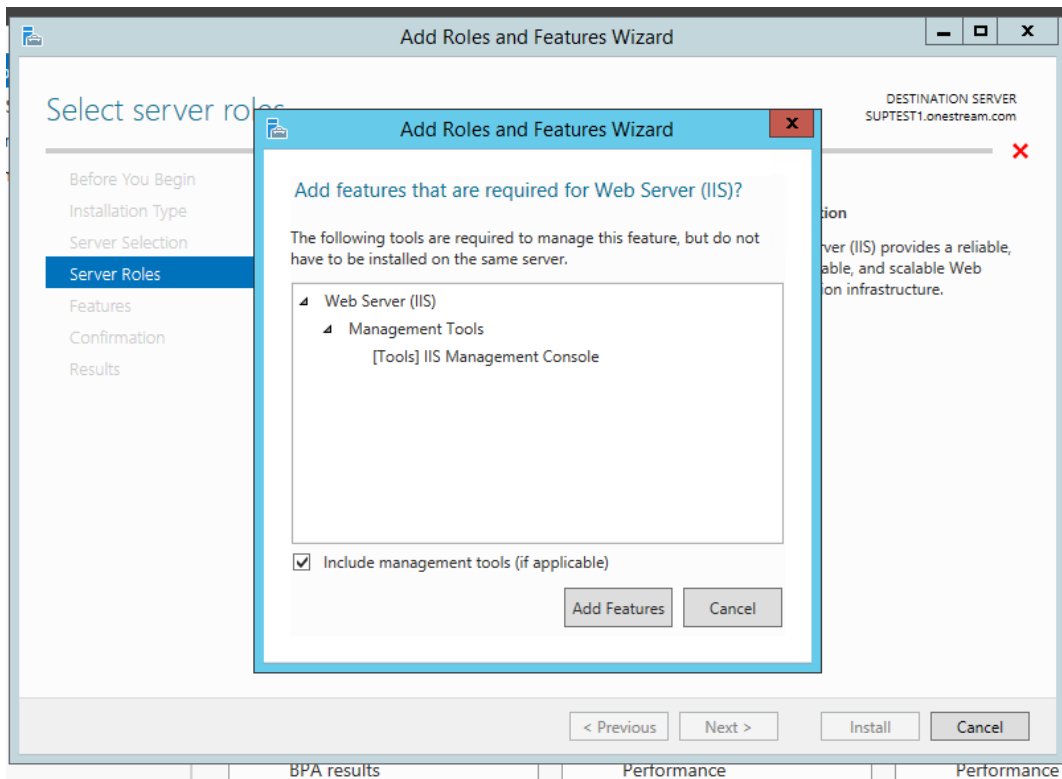 Add Roles and Features Wizard
Select server roles
DESTINATION SERVER
SUPTEST1.onestream.com
Before You Begin
Installation Type
Server Selection
Server Roles
Features
Confirmation
Results
Add Roles and Features Wizard
x
Add features that are required for Web Server (IIS)?
The following tools are required to manage this feature, but do not
have to be installed on the same server.
Web Server (IIS)
Management Tools
[Tools] IIS Management Console
Include management tools (if applicable)
Add Features
Cancel
tion
ver (IIS) provides a reliable,
able, and scalable Web
ion infrastructure.
< Previous
Next >
Install
Cancel
BPA results
Performance
Performance